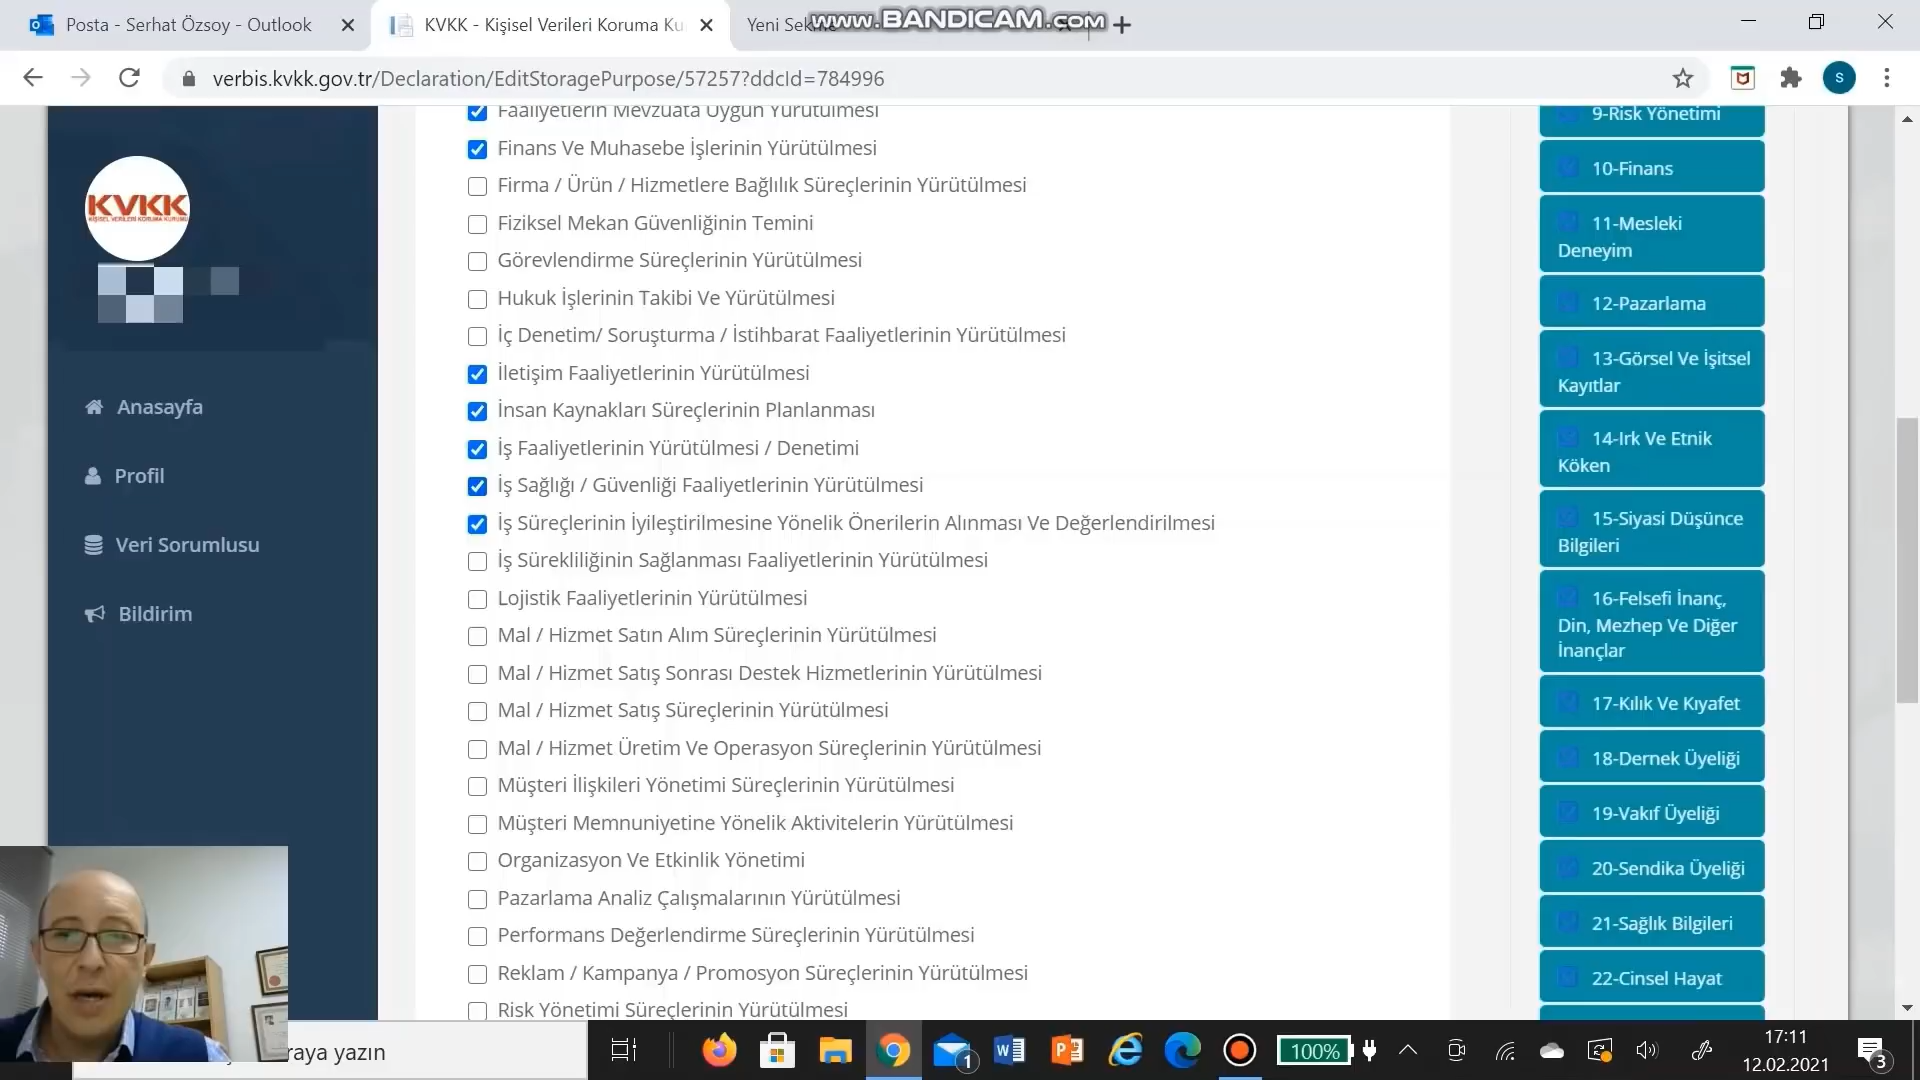 Posta - Serhat Özsoy - Outlook
KVKK - Kişisel Verileri Koruma Ku
Yeni Sekme
www.BANDICAM.com
verbis.kvkk.gov.tr/Declaration/EditStoragePurpose/57257?ddcId=784996
S
KVKK
KİŞİSEL VERİLERİ KORUMA KURUMU
Anasayfa
Profil
Veri Sorumlusu
Bildirim
Faaliyetlerin Mevzuata Uygun Yürütülmesi
Finans Ve Muhasebe İşlerinin Yürütülmesi
Firma / Ürün / Hizmetlere Bağlılık Süreçlerinin Yürütülmesi
Fiziksel Mekan Güvenliğinin Temini
Görevlendirme Süreçlerinin Yürütülmesi
Hukuk İşlerinin Takibi Ve Yürütülmesi
İç Denetim/ Soruşturma / İstihbarat Faaliyetlerinin Yürütülmesi
İletişim Faaliyetlerinin Yürütülmesi
İnsan Kaynakları Süreçlerinin Planlanması
İş Faaliyetlerinin Yürütülmesi / Denetimi
İş Sağlığı / Güvenliği Faaliyetlerinin Yürütülmesi
İş Süreçlerinin İyileştirilmesine Yönelik Önerilerin Alınması Ve Değerlendirilmesi
İş Sürekliliğinin Sağlanması Faaliyetlerinin Yürütülmesi
Lojistik Faaliyetlerinin Yürütülmesi
Mal / Hizmet Satın Alım Süreçlerinin Yürütülmesi
Mal / Hizmet Satış Sonrası Destek Hizmetlerinin Yürütülmesi
Mal / Hizmet Satış Süreçlerinin Yürütülmesi
Mal / Hizmet Üretim Ve Operasyon Süreçlerinin Yürütülmesi
Müşteri İlişkileri Yönetimi Süreçlerinin Yürütülmesi
Müşteri Memnuniyetine Yönelik Aktivitelerin Yürütülmesi
Organizasyon Ve Etkinlik Yönetimi
Pazarlama Analiz Çalışmalarının Yürütülmesi
Performans Değerlendirme Süreçlerinin Yürütülmesi
Reklam / Kampanya / Promosyon Süreçlerinin Yürütülmesi
Risk Yönetimi Süreçlerinin Yürütülmesi
9-Risk Yönetimi
10-Finans
11-Mesleki
Deneyim
12-Pazarlama
13-Görsel Ve İşitsel
Kayıtlar
14-Irk Ve Etnik
Köken
15-Siyasi Düşünce
Bilgileri
16-Felsefi İnanç,
Din, Mezhep Ve Diğer
İnançlar
17-Kılık Ve Kıyafet
18-Dernek Üyeliği
19-Vakıf Üyeliği
20-Sendika Üyeliği
21-Sağlık Bilgileri
22-Cinsel Hayat
raya yazın
1
100%
17:11
12.02.2021
3